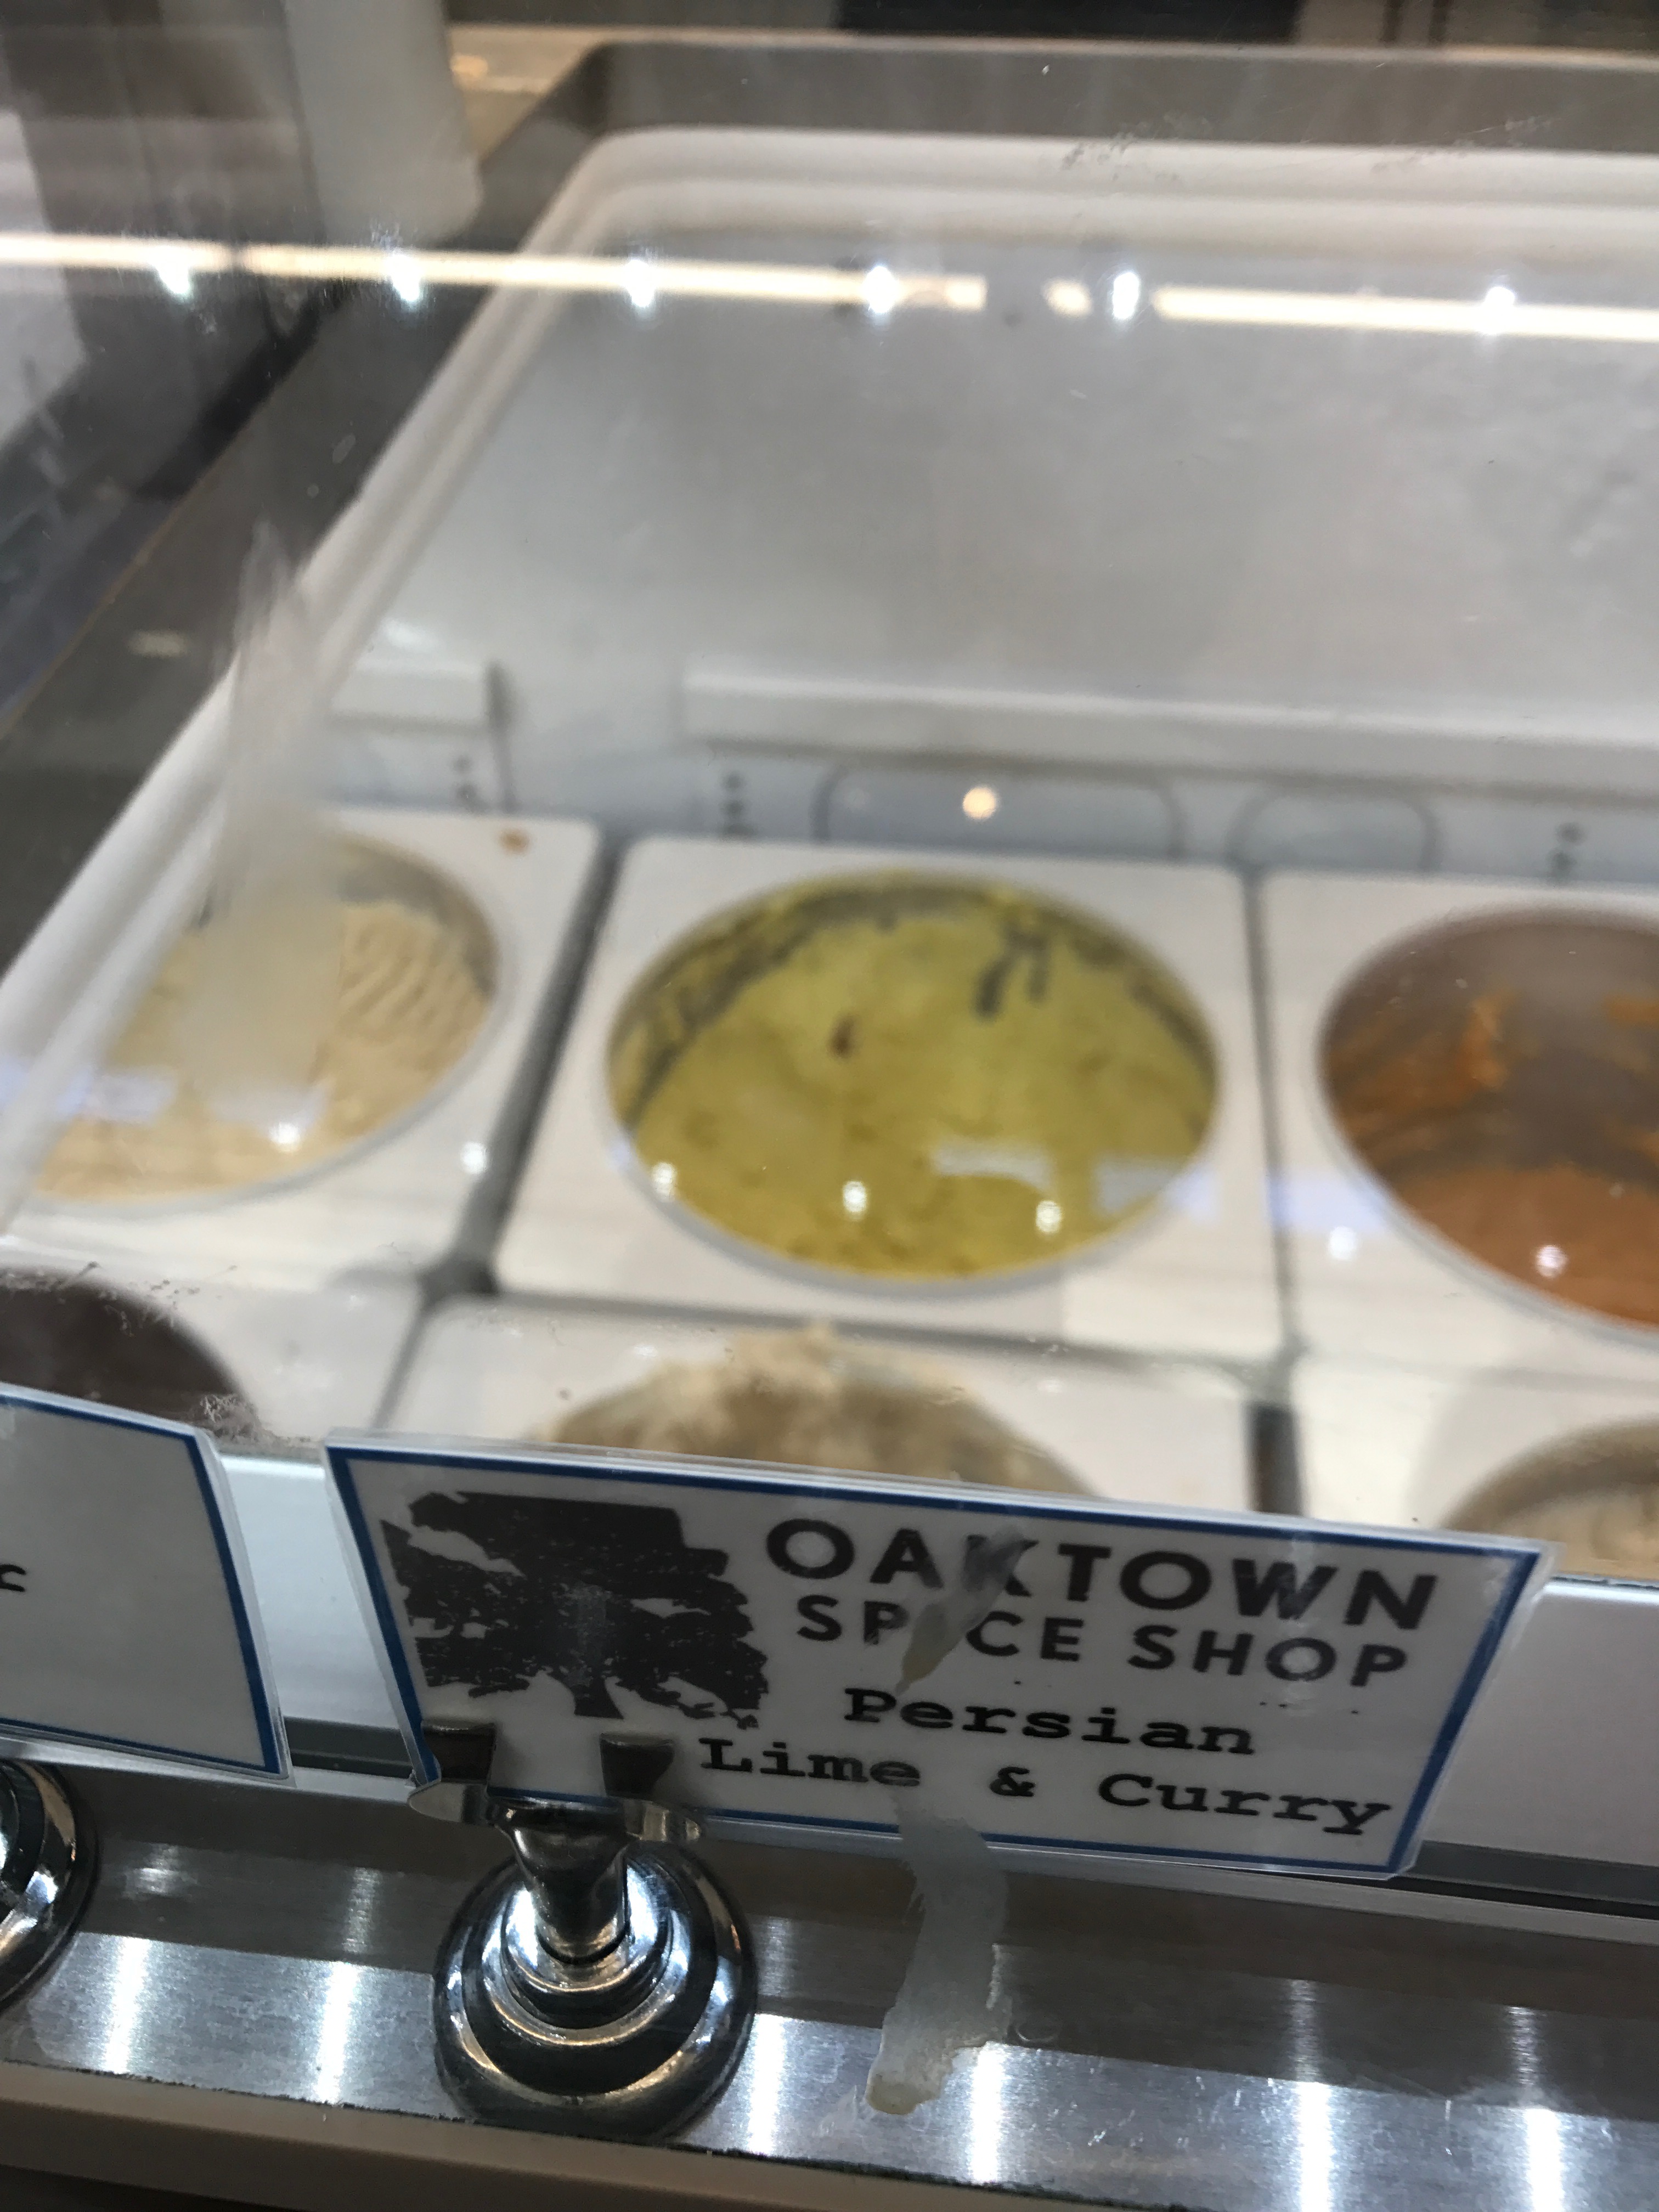 OAKTOWN
SPICE SHOP
Persian
Lime & Curry
c